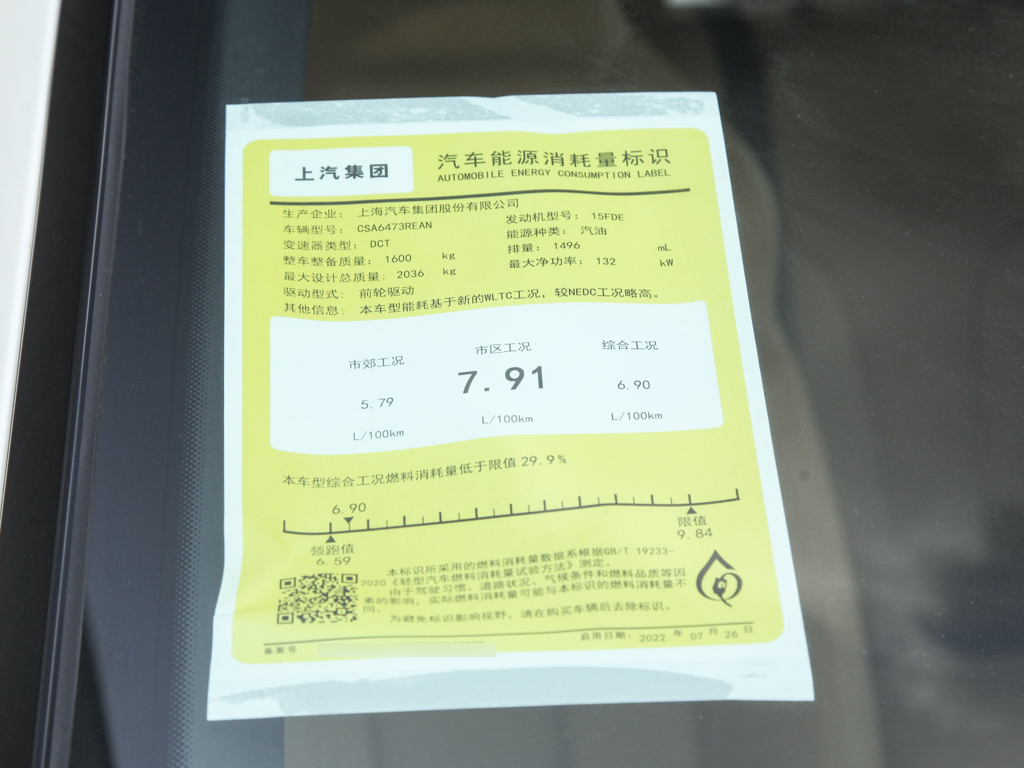 上汽集团
汽车能源消耗量标识
AUTOMOBILE ENERGY CONSUMPTION LABEL
生产企业： 上海汽车集团股份有限公司
车辆型号： CSA6473REAN
发动机型号： 15FDE
变速器类型： DCT
能源种类： 汽油
整车整备质量： 1600 kg
排量： 1496 mL
最大设计总质量： 2036 kg
最大净功率： 132 kW
驱动型式： 前轮驱动
其他信息： 本车型能耗基于新的WLTC工况，较NEDC工况略高。
市郊工况 市区工况 综合工况
5.79 7.91 6.90
L/100km L/100km L/100km
本车型综合工况燃料消耗量低于限值 29.9%
6.90
领跑值 限值
6.59 9.84
本标识所采用的燃料消耗量数据系根据GB/T 19233-
2020《轻型汽车燃料消耗量试验方法》测定。
由于驾驶习惯、道路状况、气候条件和燃料品质等因
素的影响，实际燃料消耗量可能与本标识的燃料消耗量不
同。
为避免标识影响视野，请在购买车辆后去除标识。
备案号
启用日期： 2022 年 07 月 26 日